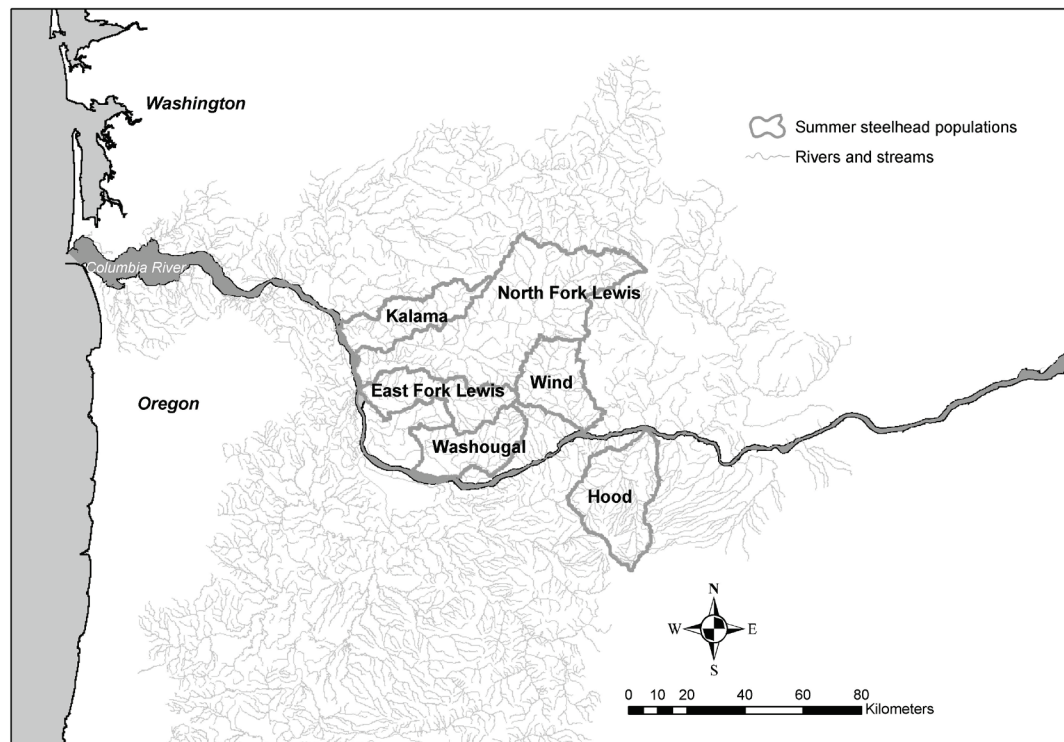 Washington
Summer steelhead populations
Rivers and streams
Columbia River
North Fork Lewis
Kalama
East Fork Lewis
Wind
Oregon
Washougal
Hood
N
W
E
S
0 10 20 40 60 80
Kilometers